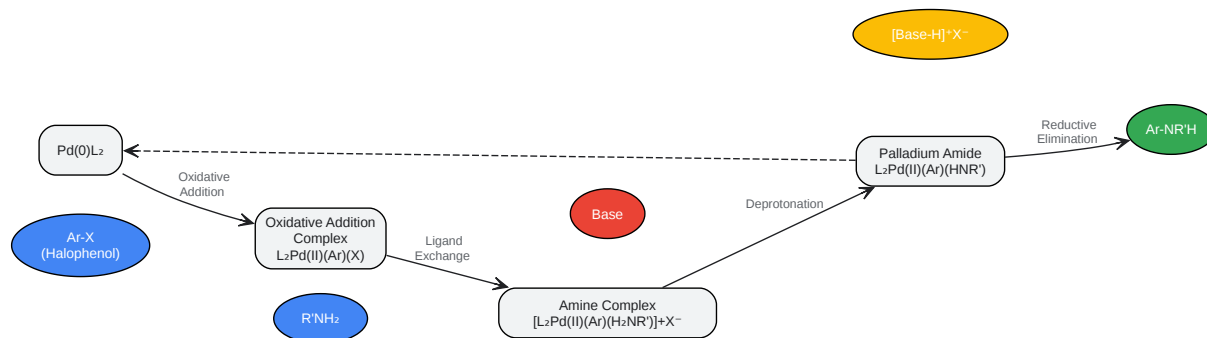 [Base-H]⁺X⁻
Pd(0)L₂
Oxidative
Addition
Ar-X
(Halophenol)
Oxidative Addition
Complex
L₂Pd(II)(Ar)(X)
R'NH₂
Ligand
Exchange
Base
Amine Complex
[L₂Pd(II)(Ar)(H₂NR')]+X⁻
Deprotonation
Palladium Amide
L₂Pd(II)(Ar)(HNR')
Reductive
Elimination
Ar-NR'H